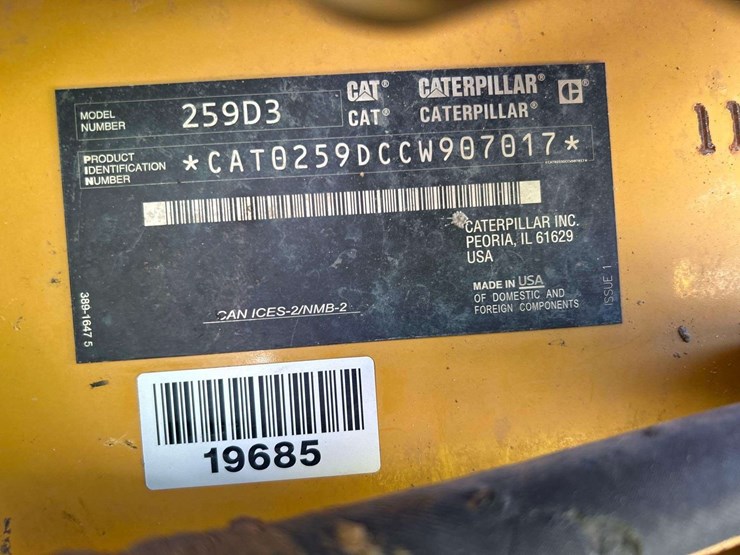 MODEL NUMBER 259D3
CAT® CATERPILLAR®
CAT® CATERPILLAR®
PRODUCT IDENTIFICATION NUMBER *CAT0259DCCW907017*
CATERPILLAR INC.
PEORIA, IL 61629
USA
MADE IN USA
OF DOMESTIC AND
FOREIGN COMPONENTS
CAN ICES-2/NMB-2
389-1647 5
ISSUE 1
19685